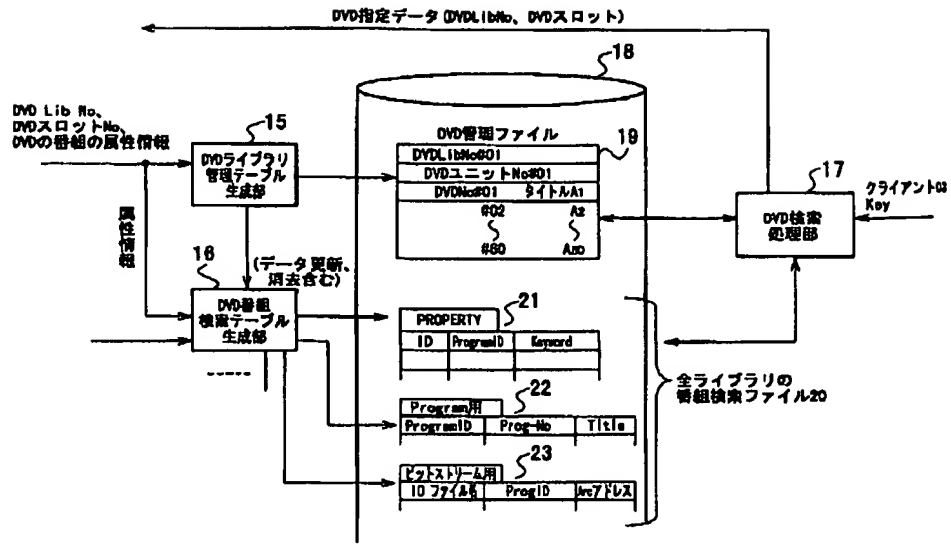 DVD指定データ(DVDLibNo、DVDスロット)
18
DVD Lib No、
DVDスロットNo、
DVDの番組の属性情報
15
DVDライブラリ
管理テーブル
生成部
DVD管理ファイル
19
DVDLibNo#01
DVDユニットNo#01
DVDNo#01 タイトルA1
#02 A2
#80 A80
17
DVD検索
処理部
クライアント03
Key
属性情報
(データ更新、
消去含む)
16
DVD番組
検索テーブル
生成部
21
PROPERTY
ID ProgramID Keyword
22
Program用
ProgramID Prog-No Title
23
ビットストリーム用
ID ファイル名 ProgID Arcアドレス
全ライブラリの
番組検索ファイル20